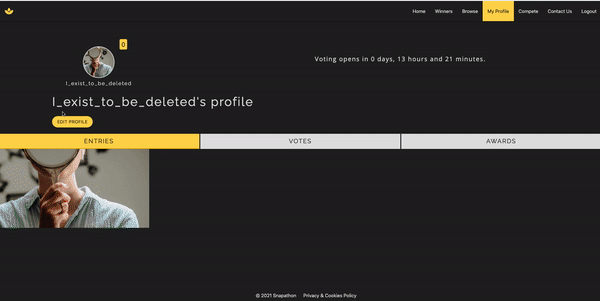 Home Winners Browse My Profile Compete Contact Us Logout
0
I_exist_to_be_deleted
Voting opens in 0 days, 13 hours and 21 minutes.
I_exist_to_be_deleted's profile
EDIT PROFILE
ENTRIES VOTES AWARDS
© 2021 Snapathon Privacy & Cookies Policy